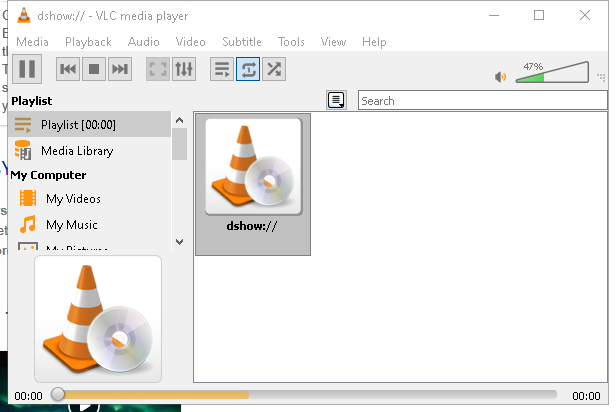 dshow:// - VLC media player
Media Playback Audio Video Subtitle Tools View Help
47%
Playlist
Search
Playlist [00:00]
Media Library
My Computer
My Videos
My Music
My Pictures
dshow://
00:00 00:00